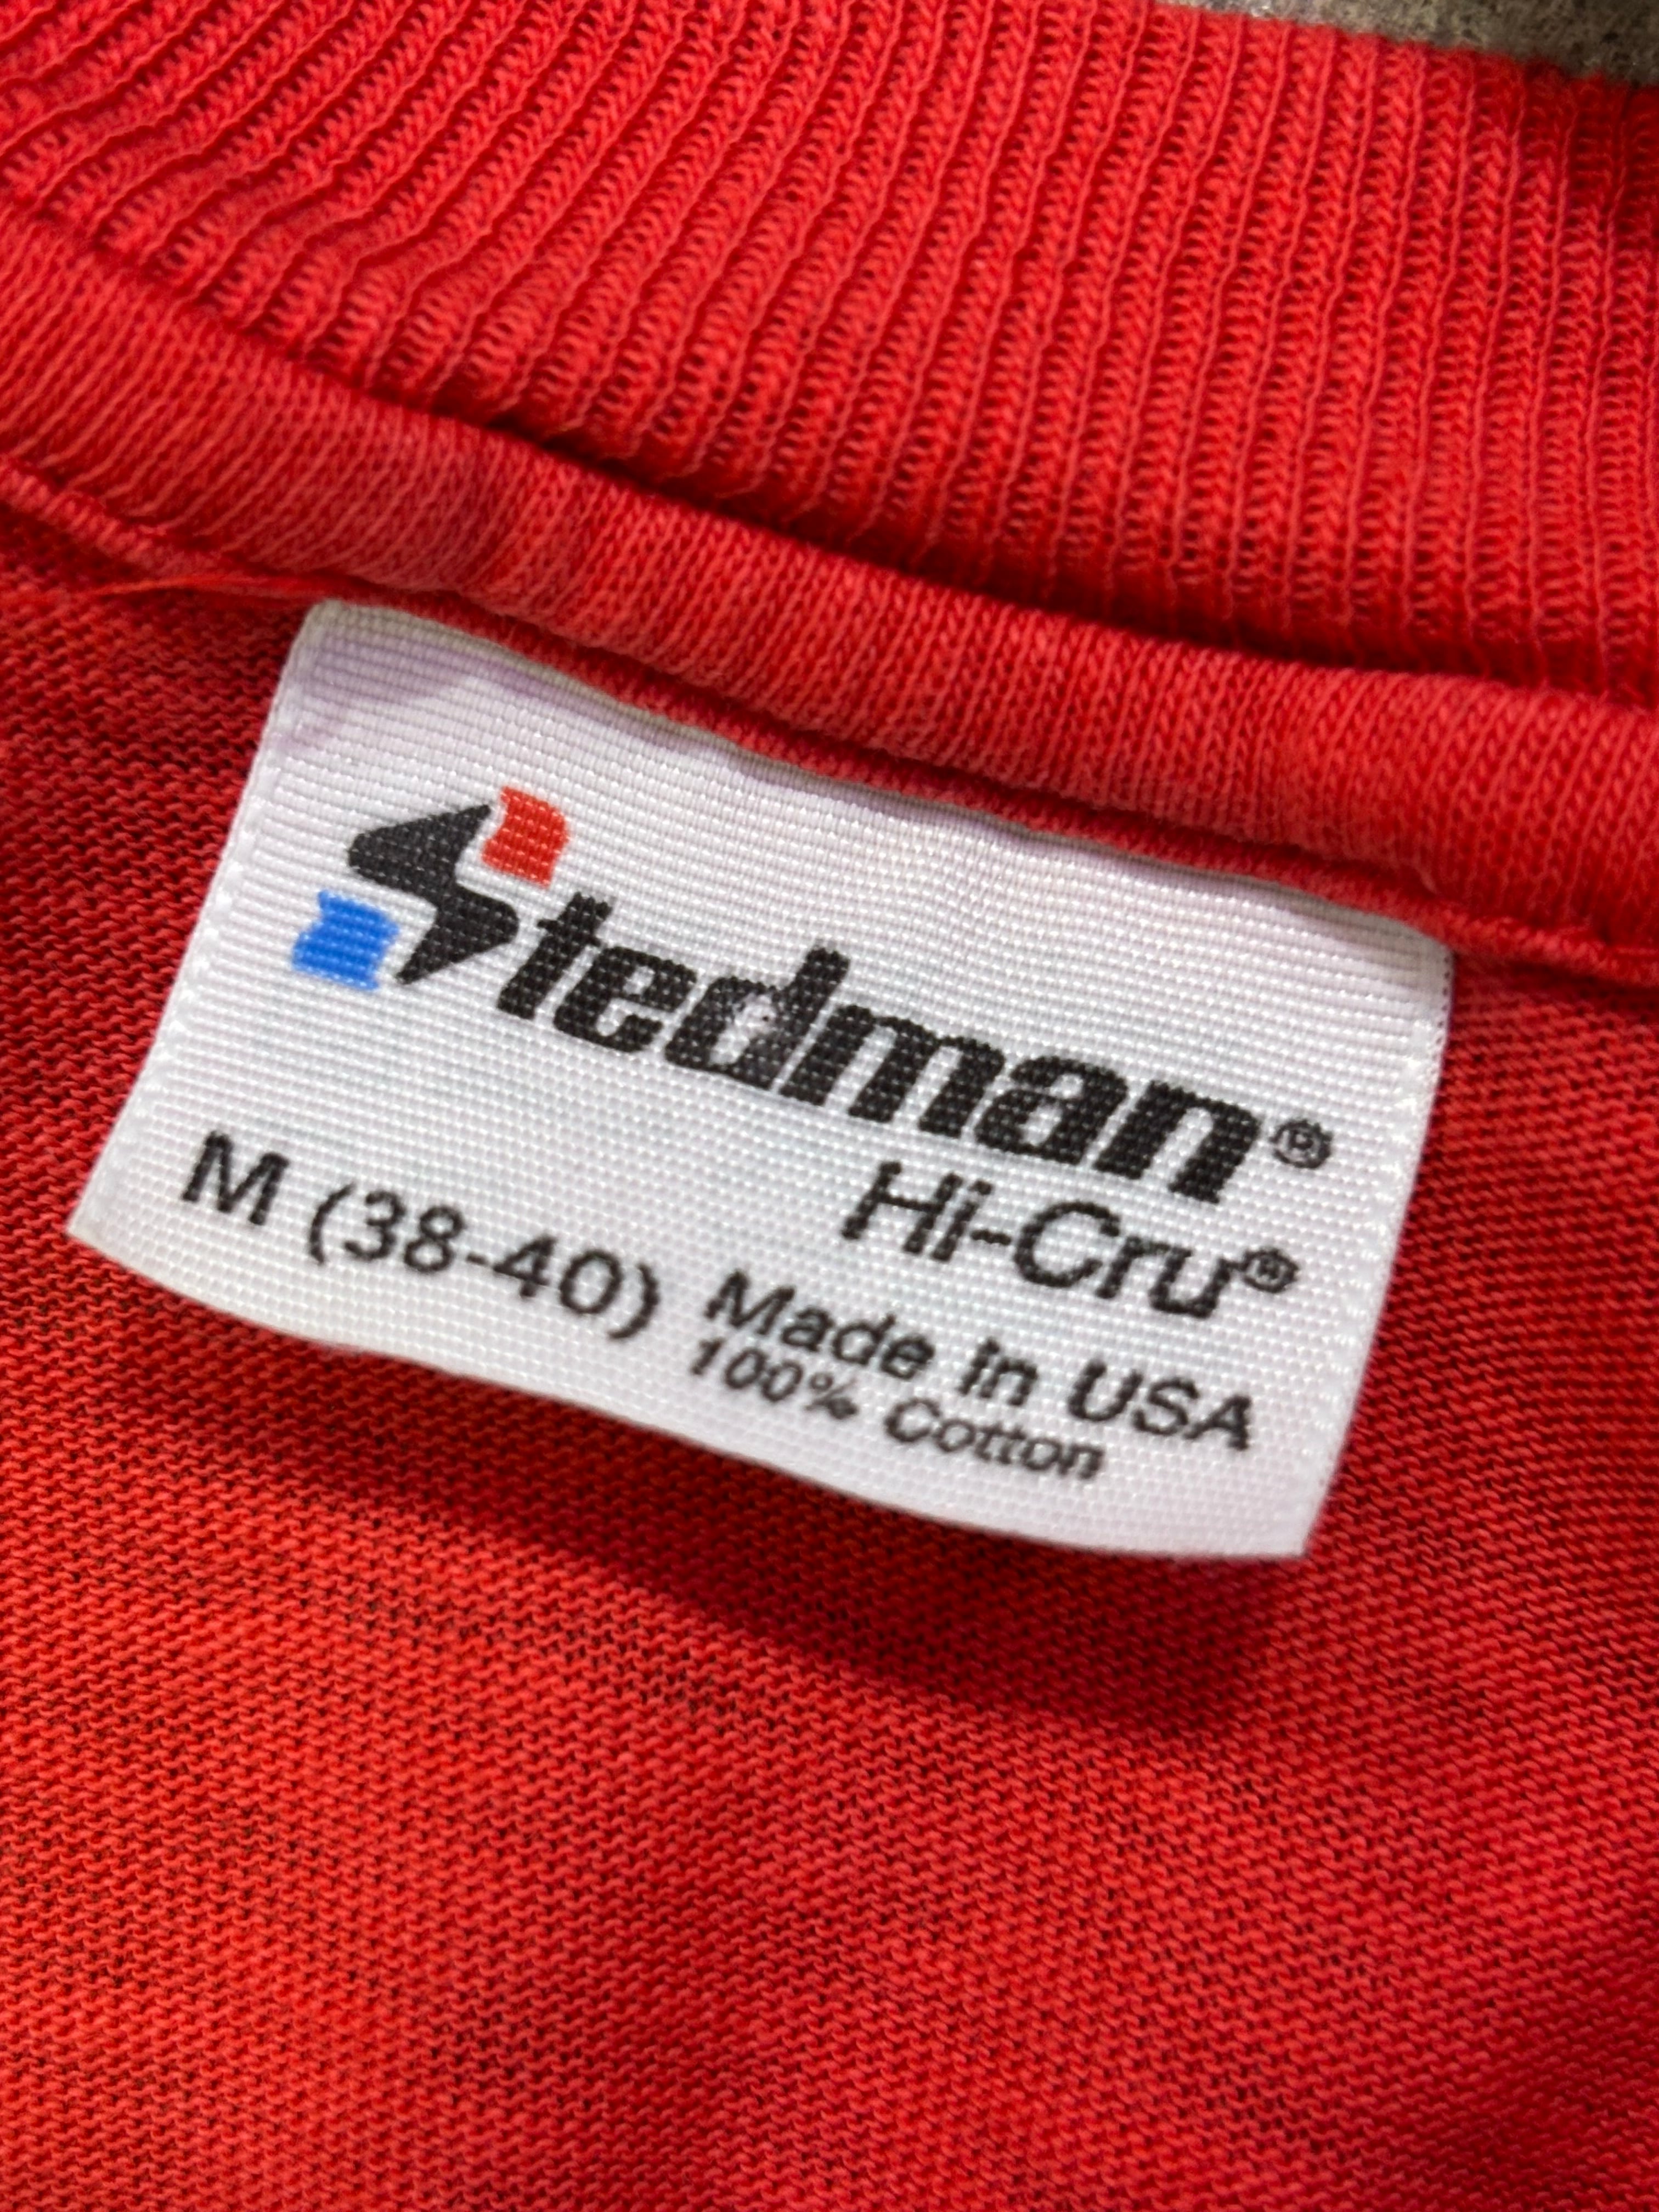 Stedman®
Hi-Cru®
M (38-40) Made in USA
100% Cotton